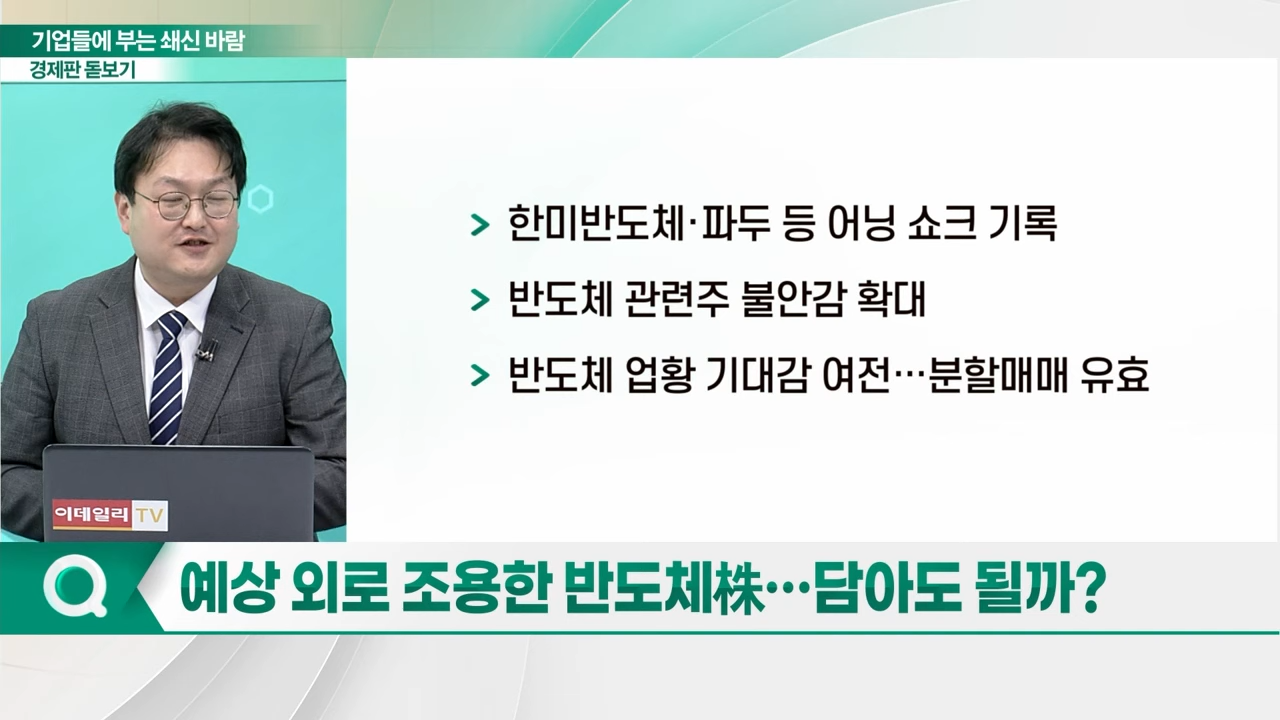 기업들에 부는 쇄신 바람
경제판 돋보기
> 한미반도체·파두 등 어닝 쇼크 기록
> 반도체 관련주 불안감 확대
> 반도체 업황 기대감 여전…분할매매 유효
이데일리 TV
예상 외로 조용한 반도체株…담아도 될까?